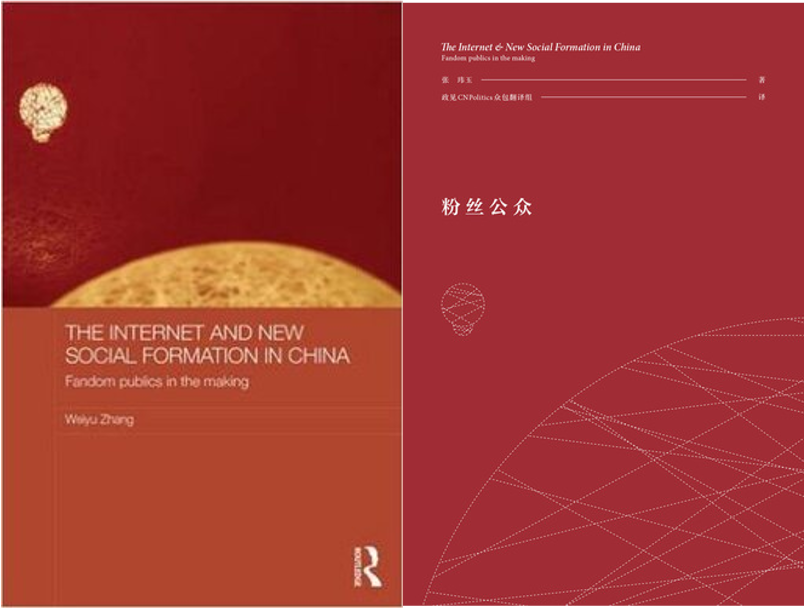 THE INTERNET AND NEW
SOCIAL FORMATION IN CHINA
Fandom publics in the making
Weiyu Zhang
ROUTLEDGE
The Internet & New Social Formation in China
Fandom publics in the making
张 玮玉 著
政见CNPolitics众包翻译组 译
粉丝公众